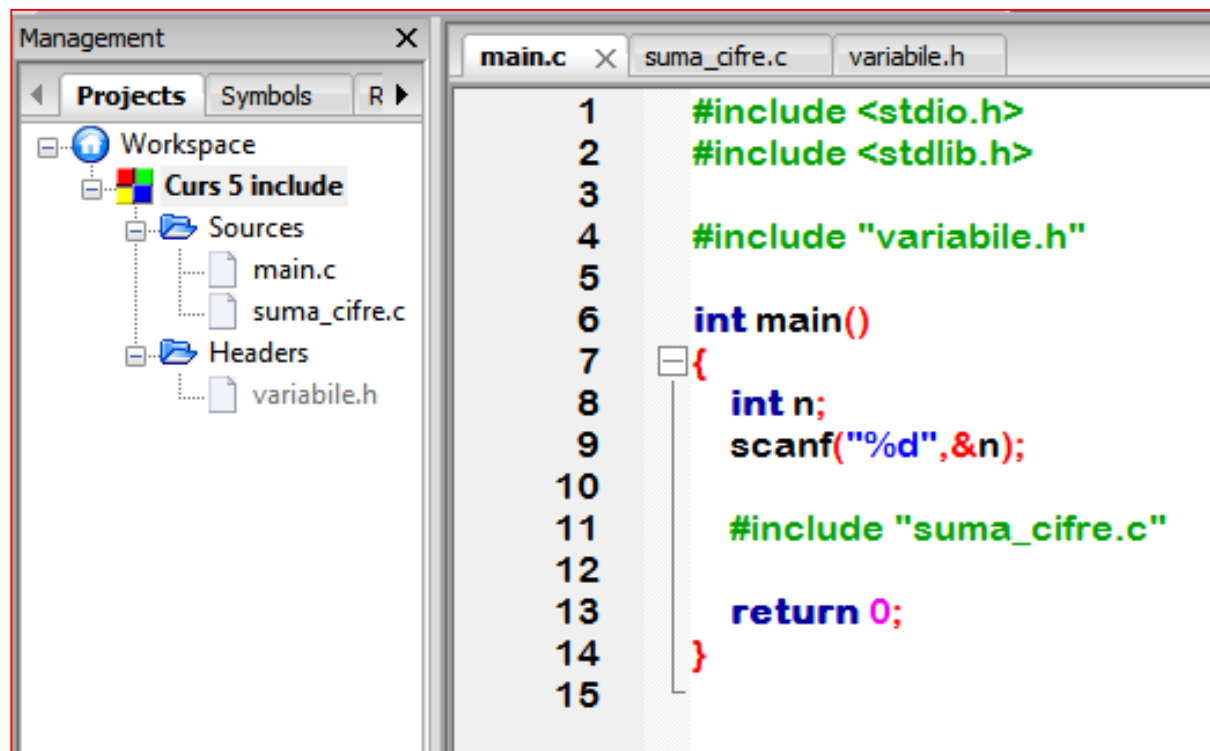 Management
Projects Symbols R
Workspace
Curs 5 include
Sources
main.c
suma_cifre.c
Headers
variabile.h
main.c suma_cifre.c variabile.h
1 #include <stdio.h>
2 #include <stdlib.h>
3
4 #include "variabile.h"
5
6 int main()
7 {
8 int n;
9 scanf("%d",&n);
10
11 #include "suma_cifre.c"
12
13 return 0;
14 }
15